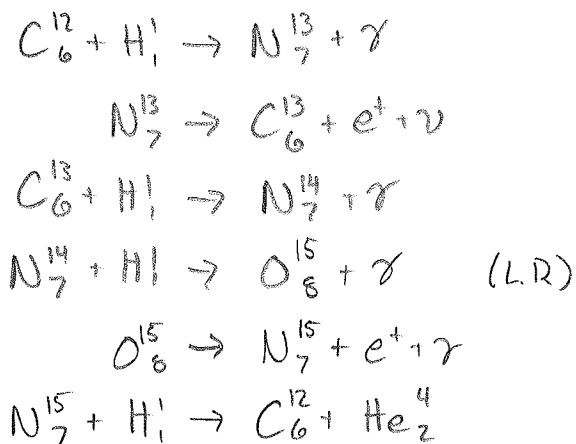 C₆¹² + H₁¹ → N₇¹³ + γ
N₇¹³ → C₆¹³ + e⁺ + ν
C₆¹³ + H₁¹ → N₇¹⁴ + γ
N₇¹⁴ + H₁¹ → O₈¹⁵ + γ (L.R)
O₈¹⁵ → N₇¹⁵ + e⁺ + γ
N₇¹⁵ + H₁¹ → C₆¹² + He₂⁴